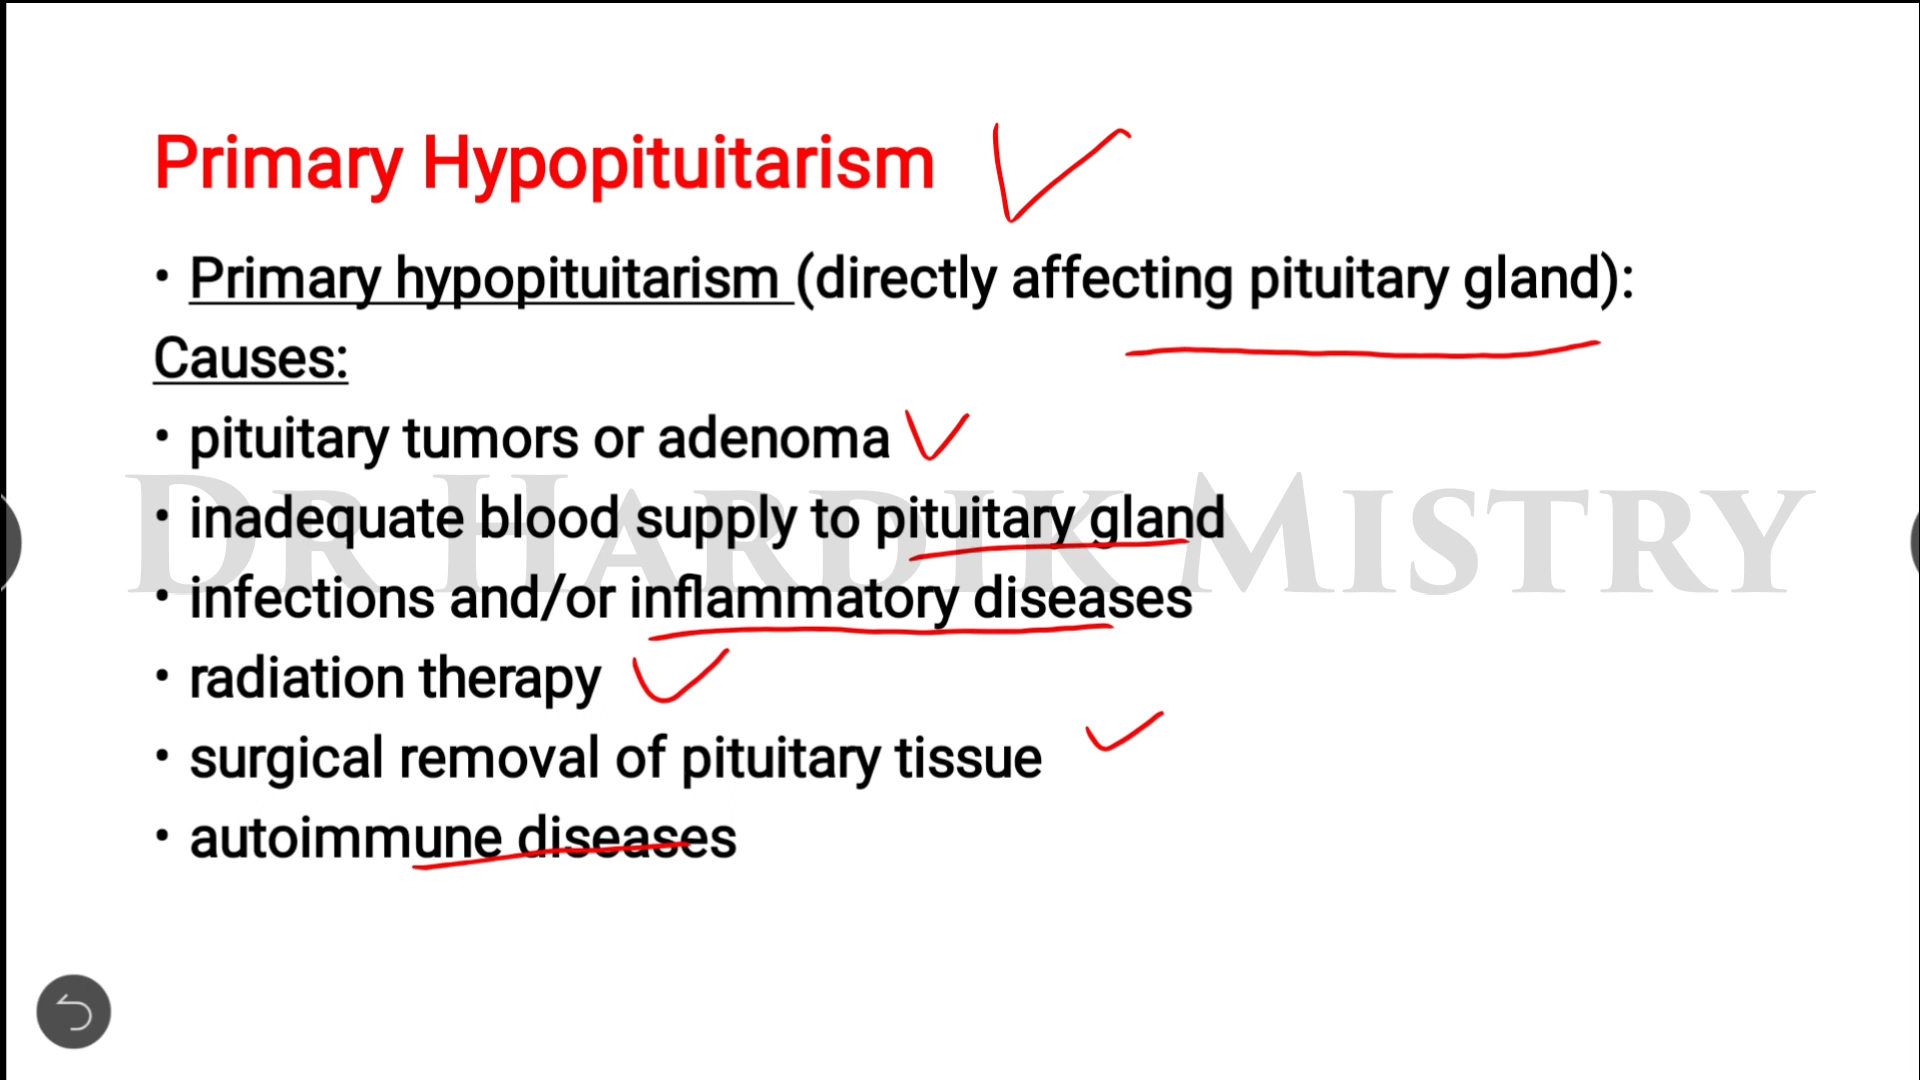 Primary Hypopituitarism
• Primary hypopituitarism (directly affecting pituitary gland):
Causes:
• pituitary tumors or adenoma
• inadequate blood supply to pituitary gland
DR HARDIK MISTRY
• infections and/or inflammatory diseases
• radiation therapy
• surgical removal of pituitary tissue
• autoimmune diseases